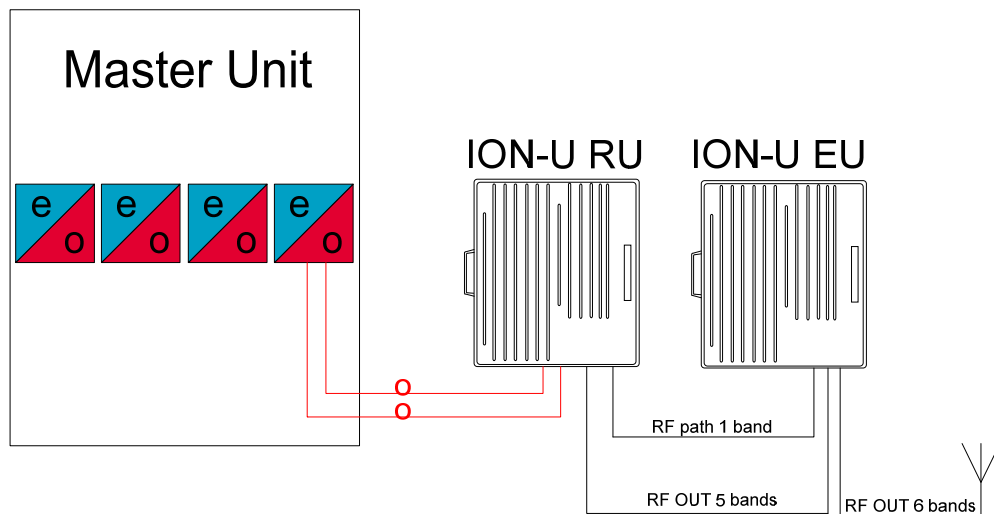 Master Unit
ION-U RU
ION-U EU
e
e
e
e
o
o
o
o
o
o
RF path 1 band
RF OUT 5 bands
RF OUT 6 bands